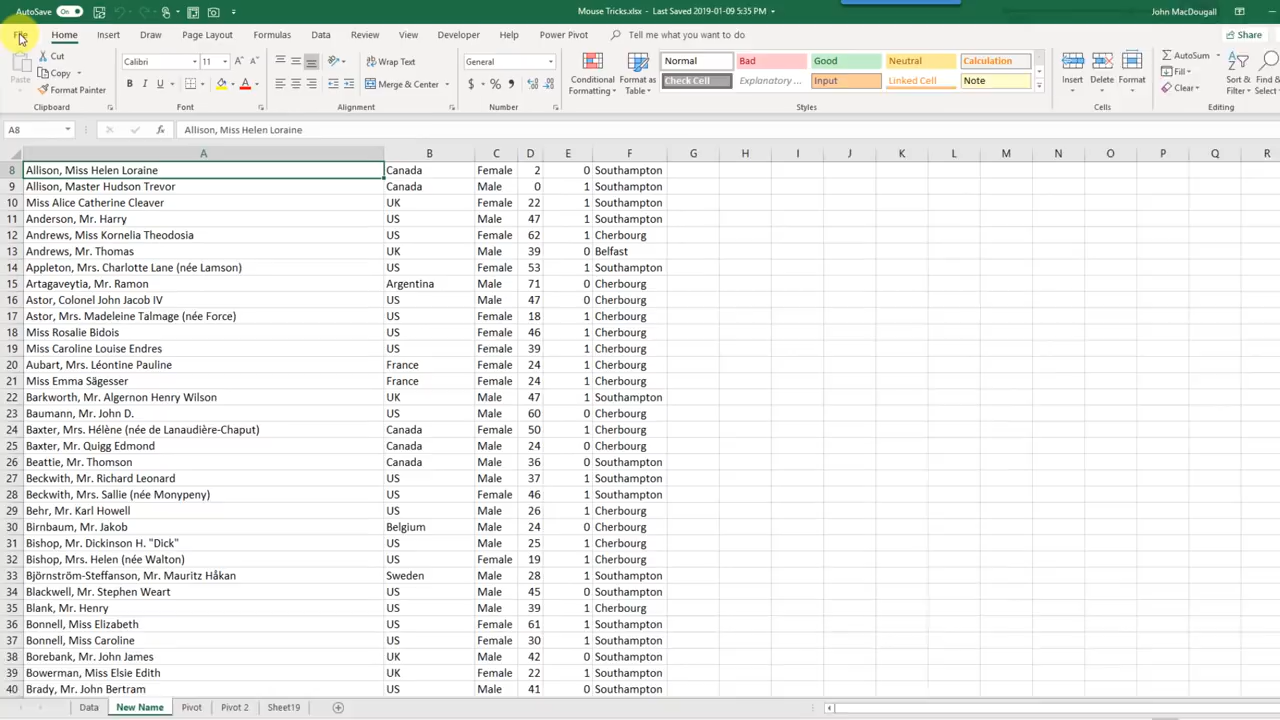 AutoSave On Mouse Tricks.xlsx - Last Saved 2019-01-09 5:35 PM John MacDougall
File Home Insert Draw Page Layout Formulas Data Review View Developer Help Power Pivot Tell me what you want to do Share
Paste Cut Copy Format Painter Clipboard
Calibri 11 B I U A Font
Wrap Text Merge & Center Alignment
General $ % , Number
Conditional Formatting Format as Table
Normal Bad Good Neutral Calculation
Check Cell Explanatory ... Input Linked Cell Note
Styles
Insert Delete Format Cells
AutoSum Fill Clear Sort & Filter Find & Select Editing
A8 fx Allison, Miss Helen Loraine
A B C D E F G H I J K L M N O P Q R
8 Allison, Miss Helen Loraine Canada Female 2 0 Southampton
9 Allison, Master Hudson Trevor Canada Male 0 1 Southampton
10 Miss Alice Catherine Cleaver UK Female 22 1 Southampton
11 Anderson, Mr. Harry US Male 47 1 Southampton
12 Andrews, Miss Kornelia Theodosia US Female 62 1 Cherbourg
13 Andrews, Mr. Thomas UK Male 39 0 Belfast
14 Appleton, Mrs. Charlotte Lane (née Lamson) US Female 53 1 Southampton
15 Artagaveytia, Mr. Ramon Argentina Male 71 0 Cherbourg
16 Astor, Colonel John Jacob IV US Male 47 0 Cherbourg
17 Astor, Mrs. Madeleine Talmage (née Force) US Female 18 1 Cherbourg
18 Miss Rosalie Bidois US Female 46 1 Cherbourg
19 Miss Caroline Louise Endres US Female 39 1 Cherbourg
20 Aubart, Mrs. Léontine Pauline France Female 24 1 Cherbourg
21 Miss Emma Sägesser France Female 24 1 Cherbourg
22 Barkworth, Mr. Algernon Henry Wilson UK Male 47 1 Southampton
23 Baumann, Mr. John D. US Male 60 0 Cherbourg
24 Baxter, Mrs. Hélène (née de Lanaudière-Chaput) Canada Female 50 1 Cherbourg
25 Baxter, Mr. Quigg Edmond Canada Male 24 0 Cherbourg
26 Beattie, Mr. Thomson Canada Male 36 0 Southampton
27 Beckwith, Mr. Richard Leonard US Male 37 1 Southampton
28 Beckwith, Mrs. Sallie (née Monypeny) US Female 46 1 Southampton
29 Behr, Mr. Karl Howell US Male 26 1 Cherbourg
30 Birnbaum, Mr. Jakob Belgium Male 24 0 Cherbourg
31 Bishop, Mr. Dickinson H. "Dick" US Male 25 1 Cherbourg
32 Bishop, Mrs. Helen (née Walton) US Female 19 1 Cherbourg
33 Björnström-Steffanson, Mr. Mauritz Håkan Sweden Male 28 1 Southampton
34 Blackwell, Mr. Stephen Weart US Male 45 0 Southampton
35 Blank, Mr. Henry US Male 39 1 Cherbourg
36 Bonnell, Miss Elizabeth US Female 61 1 Southampton
37 Bonnell, Miss Caroline US Female 30 1 Southampton
38 Borebank, Mr. John James UK Male 42 0 Southampton
39 Bowerman, Miss Elsie Edith UK Female 22 1 Southampton
40 Brady, Mr. John Bertram US Male 41 0 Southampton
Data New Name Pivot Pivot 2 Sheet19